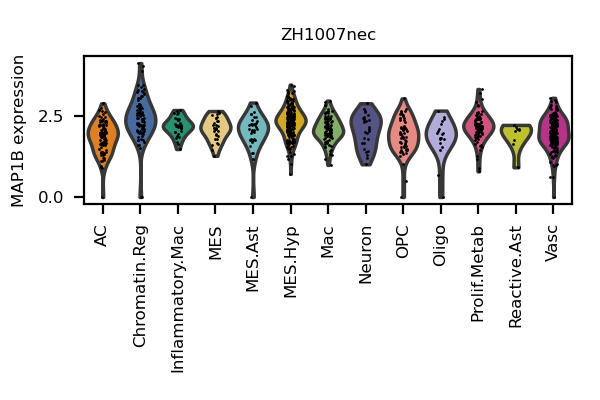 ZH1007nec
MAP1B expression
2.5
0.0
AC
Chromatin.Reg
Inflammatory.Mac
MES
MES.Ast
MES.Hyp
Mac
Neuron
OPC
Oligo
Prolif.Metab
Reactive.Ast
Vasc